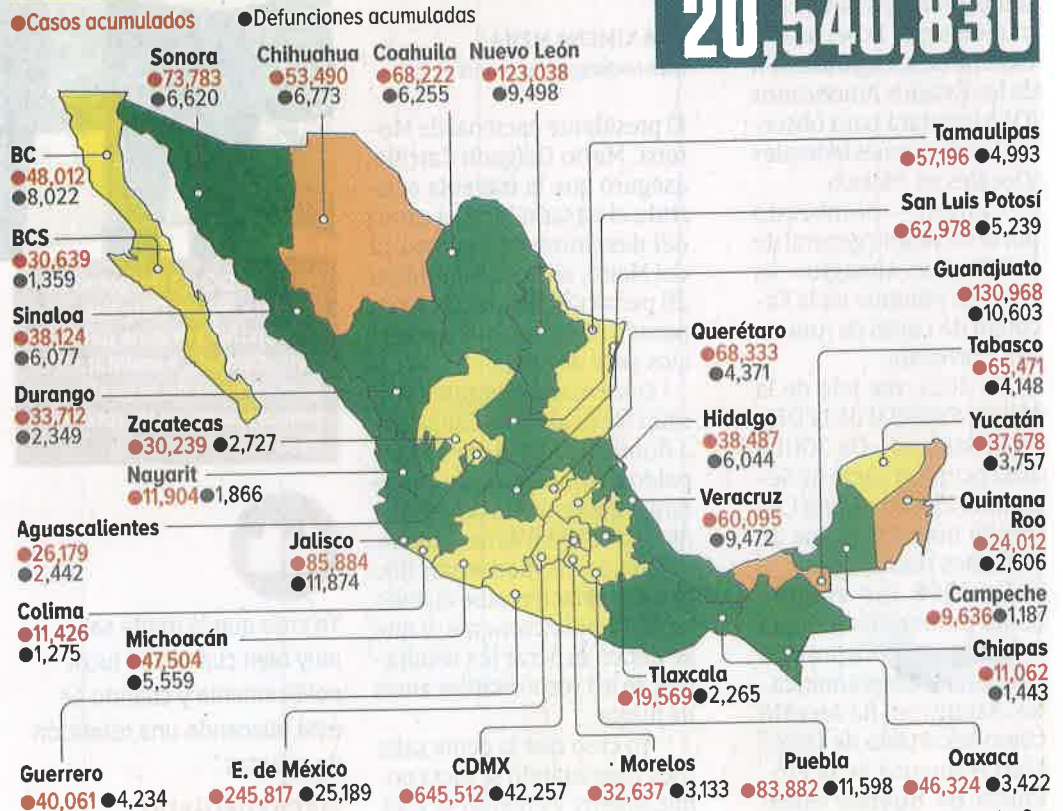 ●Casos acumulados ●Defunciones acumuladas
20,540,830
Sonora
●73,783
●6,620
Chihuahua
●53,490
●6,773
Coahuila
●68,222
●6,255
Nuevo León
●123,038
●9,498
BC
●48,012
●8,022
BCS
●30,639
●1,359
Sinaloa
●38,124
●6,077
Durango
●33,712
●2,349
Zacatecas
●30,239 ●2,727
Nayarit
●11,904 ●1,866
Aguascalientes
●26,179
●2,442
Jalisco
●85,884
●11,874
Colima
●11,426
●1,275
Michoacán
●47,504
●5,559
Tamaulipas
●57,196 ●4,993
San Luis Potosí
●62,978 ●5,239
Guanajuato
●130,968
●10,603
Querétaro
●68,333
●4,371
Tabasco
●65,471
●4,148
Hidalgo
●38,487
●6,044
Yucatán
●37,678
●3,757
Veracruz
●60,095
●9,472
Quintana
Roo
●24,012
●2,606
Campeche
●9,636 ●1,187
Chiapas
●11,062
●1,443
Tlaxcala
●19,569 ●2,265
Guerrero
●40,061 ●4,234
E. de México
●245,817 ●25,189
CDMX
●645,512 ●42,257
Morelos
●32,637 ●3,133
Puebla
●83,882 ●11,598
Oaxaca
●46,324 ●3,422